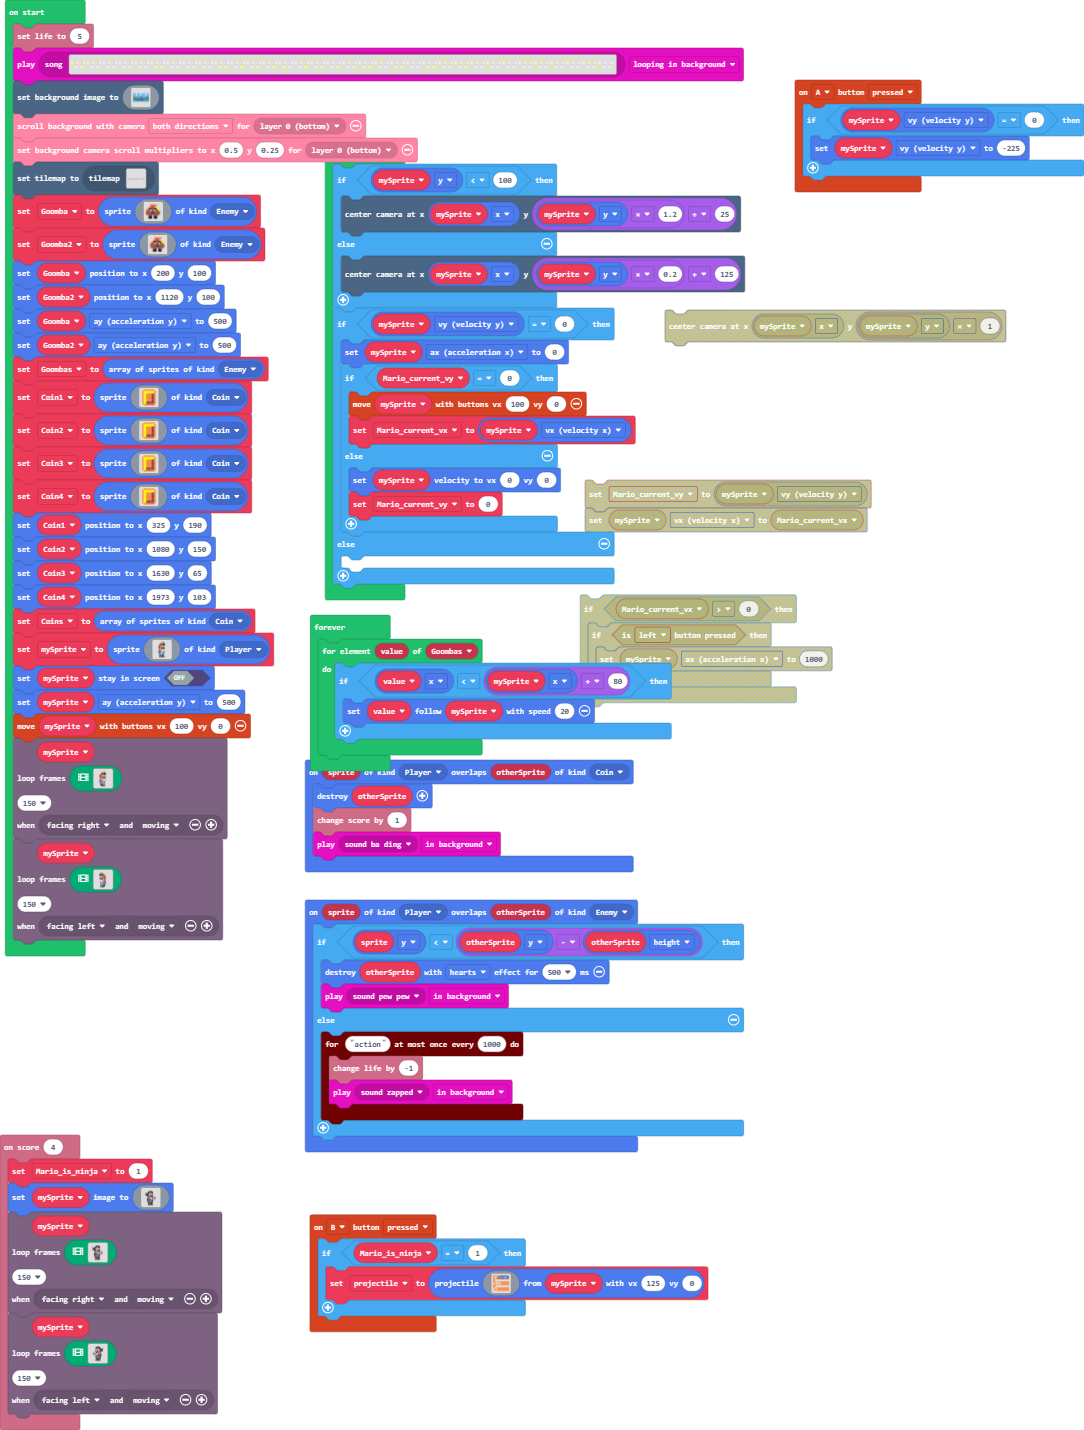 on start
set life to 5
play song looping in background
set background image to
scroll background with camera both directions for layer 0 (bottom)
set background camera scroll multipliers to x 0.5 y 0.25 for layer 0 (bottom)
set tilemap to tilemap
set Goomba to sprite of kind Enemy
set Goomba2 to sprite of kind Enemy
set Goomba position to x 200 y 100
set Goomba2 position to x 1120 y 100
set Goomba ay (acceleration y) to 500
set Goomba2 ay (acceleration y) to 500
set Goombas to array of sprites of kind Enemy
set Coin1 to sprite of kind Coin
set Coin2 to sprite of kind Coin
set Coin3 to sprite of kind Coin
set Coin4 to sprite of kind Coin
set Coin1 position to x 325 y 190
set Coin2 position to x 1080 y 150
set Coin3 position to x 1630 y 65
set Coin4 position to x 1973 y 103
set Coins to array of sprites of kind Coin
set mySprite to sprite of kind Player
set mySprite stay in screen OFF
set mySprite ay (acceleration y) to 500
move mySprite with buttons vx 100 vy 0
mySprite
loop frames
150
when facing right and moving
mySprite
loop frames
150
when facing left and moving
if mySprite y < 100 then
center camera at x mySprite x y mySprite y × 1.2 ÷ 25
else
center camera at x mySprite x y mySprite y × 0.2 ÷ 125
if mySprite vy (velocity y) = 0 then
set mySprite ax (acceleration x) to 0
if Mario_current_vy = 0 then
move mySprite with buttons vx 100 vy 0
set Mario_current_vx to mySprite vx (velocity x)
else
set mySprite velocity to vx 0 vy 0
set Mario_current_vy to 0
else
on A button pressed
if mySprite vy (velocity y) = 0 then
set mySprite vy (velocity y) to -225
center camera at x mySprite x y mySprite y × 1
set Mario_current_vy to mySprite vy (velocity y)
set mySprite vx (velocity x) to Mario_current_vx
if Mario_current_vx > 0 then
if is left button pressed then
set mySprite ax (acceleration x) to 1000
forever
for element value of Goombas
do
if value x < mySprite x + 80 then
set value follow mySprite with speed 20
on sprite of kind Player overlaps otherSprite of kind Coin
destroy otherSprite
change score by 1
play sound ba ding in background
on sprite of kind Player overlaps otherSprite of kind Enemy
if sprite y < otherSprite y - otherSprite height then
destroy otherSprite with hearts effect for 500 ms
play sound pew pew in background
else
for "action" at most once every 1000 do
change life by -1
play sound zapped in background
on score 4
set Mario_is_ninja to 1
set mySprite image to
mySprite
loop frames
150
when facing right and moving
mySprite
loop frames
150
when facing left and moving
on B button pressed
if Mario_is_ninja = 1 then
set projectile to projectile from mySprite with vx 125 vy 0